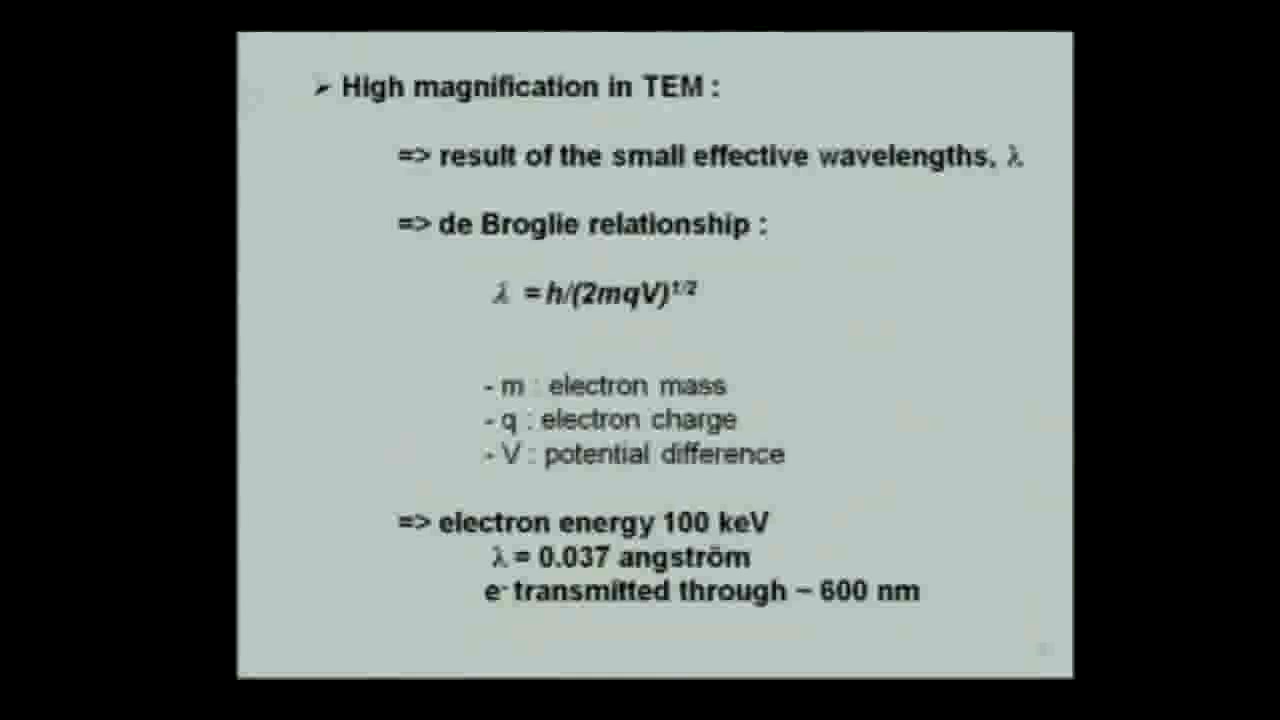 ➢ High magnification in TEM :
=> result of the small effective wavelengths, λ
=> de Broglie relationship :
λ = h/(2mqV)^1/2
- m : electron mass
- q : electron charge
- V : potential difference
=> electron energy 100 keV
λ = 0.037 angström
e⁻ transmitted through ~ 600 nm